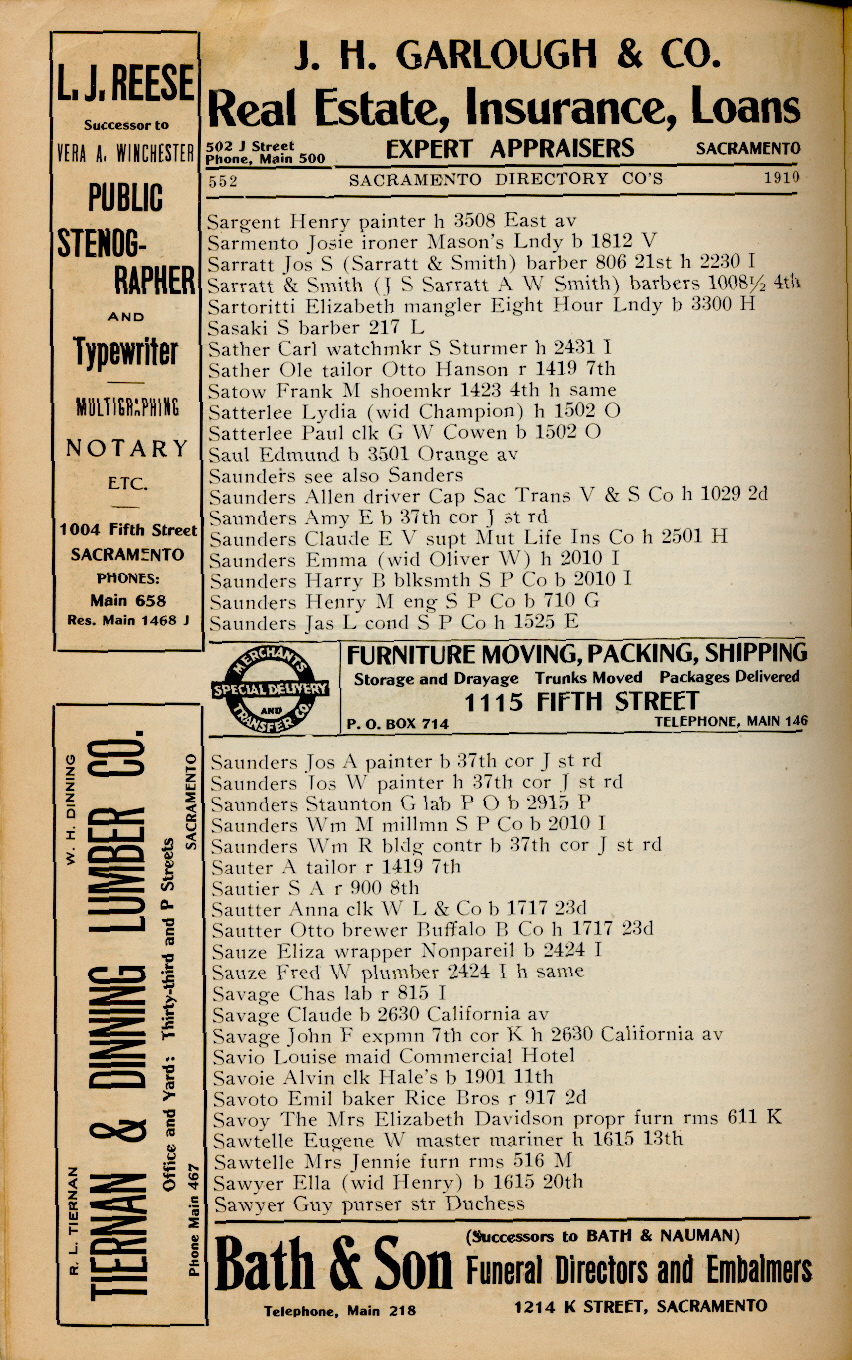 L. J. REESE
Successor to
VERA A. WINCHESTER
PUBLIC
STENOG-
RAPHER
AND
Typewriter
MULTIGRAPHING
NOTARY
ETC.
1004 Fifth Street
SACRAMENTO
PHONES:
Main 658
Res. Main 1468 J
J. H. GARLOUGH & CO.
Real Estate, Insurance, Loans
502 J Street
Phone, Main 500
EXPERT APPRAISERS
SACRAMENTO
552 SACRAMENTO DIRECTORY CO'S 1910
Sargent Henry painter h 3508 East av
Sarmento Josie ironer Mason's Lndy b 1812 V
Sarratt Jos S (Sarratt & Smith) barber 806 21st h 2230 I
Sarratt & Smith (J S Sarratt A W Smith) barbers 1008½ 4th
Sartoritti Elizabeth mangler Eight Hour Lndy b 3300 H
Sasaki S barber 217 L
Sather Carl watchmkr S Sturmer h 2431 I
Sather Ole tailor Otto Hanson r 1419 7th
Satow Frank M shoemkr 1423 4th h same
Satterlee Lydia (wid Champion) h 1502 O
Satterlee Paul clk G W Cowen b 1502 O
Saul Edmund b 3501 Orange av
Saunders see also Sanders
Saunders Allen driver Cap Sac Trans V & S Co h 1029 2d
Saunders Amy E b 37th cor J st rd
Saunders Claude E V supt Mut Life Ins Co h 2501 H
Saunders Emma (wid Oliver W) h 2010 I
Saunders Harry B blksmth S P Co b 2010 I
Saunders Henry M eng S P Co b 710 G
Saunders Jas L cond S P Co h 1525 E
MERCHANTS
SPECIAL DELIVERY
AND
TRANSFER CO.
FURNITURE MOVING, PACKING, SHIPPING
Storage and Drayage Trunks Moved Packages Delivered
1115 FIFTH STREET
P. O. BOX 714 TELEPHONE, MAIN 146
R. L. TIERNAN W. H. DINNING
TIERNAN & DINNING LUMBER CO.
Office and Yard: Thirty-third and P Streets
Phone Main 467 SACRAMENTO
Saunders Jos A painter b 37th cor J st rd
Saunders Jos W painter h 37th cor J st rd
Saunders Staunton G lab P O b 2915 P
Saunders Wm M millmn S P Co b 2010 I
Saunders Wm R bldg contr b 37th cor J st rd
Sauter A tailor r 1419 7th
Sautier S A r 900 8th
Sautter Anna clk W L & Co b 1717 23d
Sautter Otto brewer Buffalo B Co h 1717 23d
Sauze Eliza wrapper Nonpareil b 2424 I
Sauze Fred W plumber 2424 I h same
Savage Chas lab r 815 I
Savage Claude b 2630 California av
Savage John F expmn 7th cor K h 2630 California av
Savio Louise maid Commercial Hotel
Savoie Alvin clk Hale's b 1901 11th
Savoto Emil baker Rice Bros r 917 2d
Savoy The Mrs Elizabeth Davidson propr furn rms 611 K
Sawtelle Eugene W master mariner h 1615 13th
Sawtelle Mrs Jennie furn rms 516 M
Sawyer Ella (wid Henry) b 1615 20th
Sawyer Guy purser str Duchess
Bath & Son
(Successors to BATH & NAUMAN)
Funeral Directors and Embalmers
Telephone, Main 218
1214 K STREET, SACRAMENTO